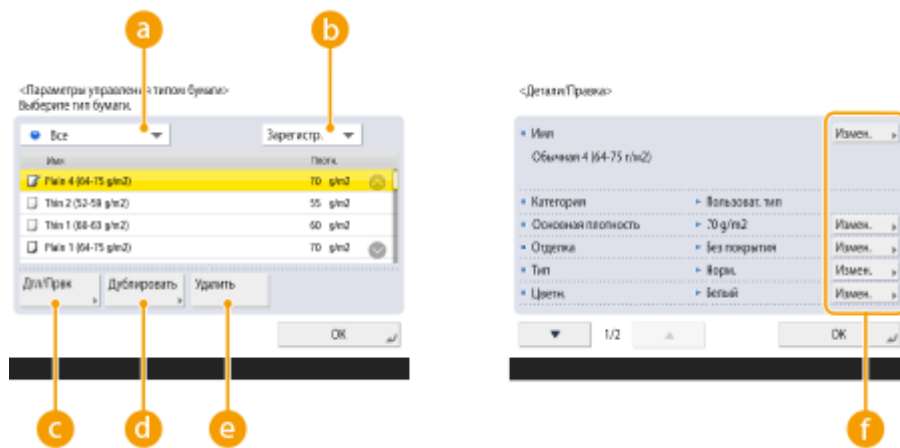 a
b
<Параметры управления типом бумаги>
Выберите тип бумаги.
Все
Зарегистр.
Имя
Плотн.
Plain 4 (64-75 g/m2) 70 g/m2
Thin 2 (52-59 g/m2) 55 g/m2
Thin 1 (60-63 g/m2) 60 g/m2
Plain 1 (64-75 g/m2) 70 g/m2
Дтл/Првк
Дублировать
Удалить
OK
c
d
e
<Детали/Правка>
Имя Измен.
Обычная 4 (64-75 г/м2)
Категория Пользоват. тип
Основная плотность 70 g/m2 Измен.
Отделка Без покрытия Измен.
Тип Норм. Измен.
Цветн. Белый Измен.
1/2
OK
f